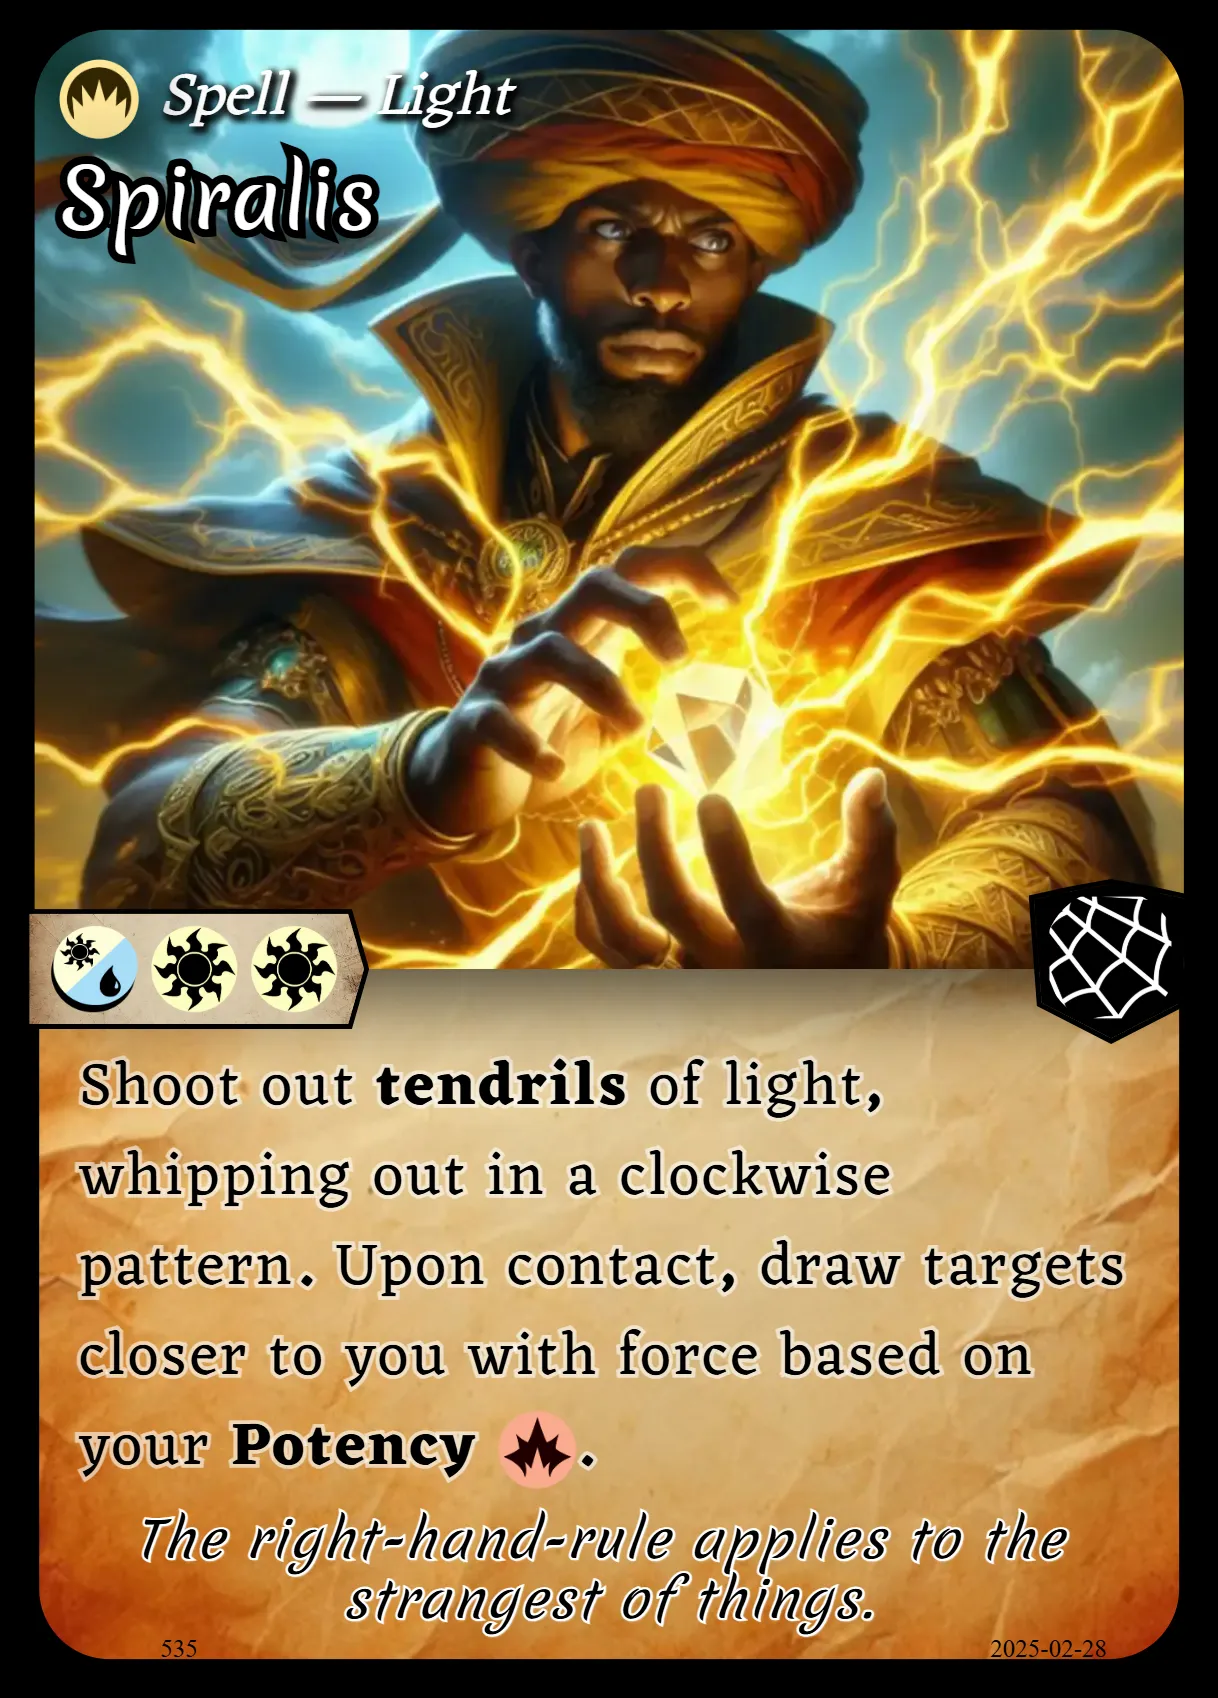 Spell — Light
Spiralis
Shoot out tendrils of light,
whipping out in a clockwise
pattern. Upon contact, draw targets
closer to you with force based on
your Potency .
The right-hand-rule applies to the
strangest of things.
535
2025-02-28